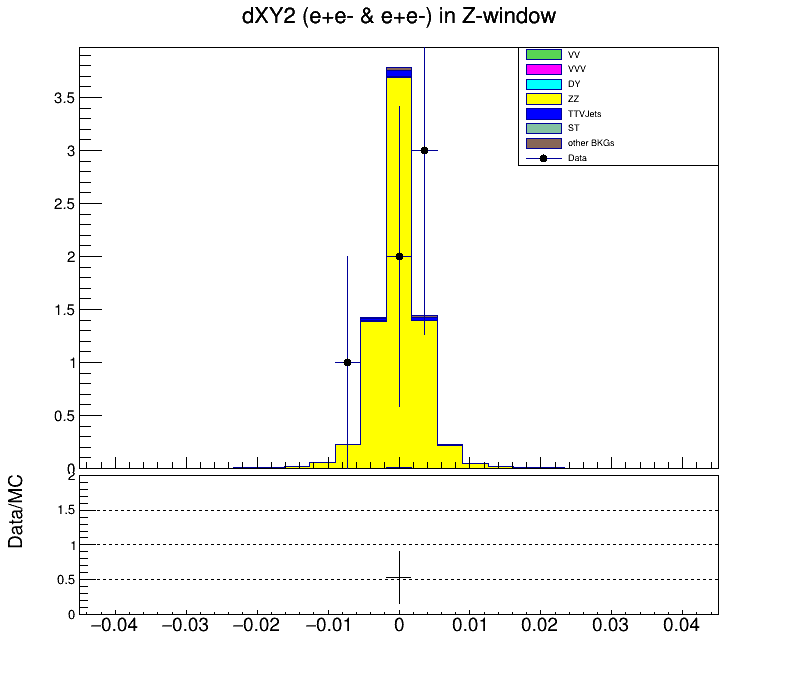 dXY2 (e+e- & e+e-) in Z-window
VV
VVV
DY
ZZ
TTVJets
ST
other BKGs
Data
3.5
3
2.5
2
1.5
1
0.5
0
Data/MC
2
1.5
1
0.5
0
−0.04 −0.03 −0.02 −0.01 0 0.01 0.02 0.03 0.04